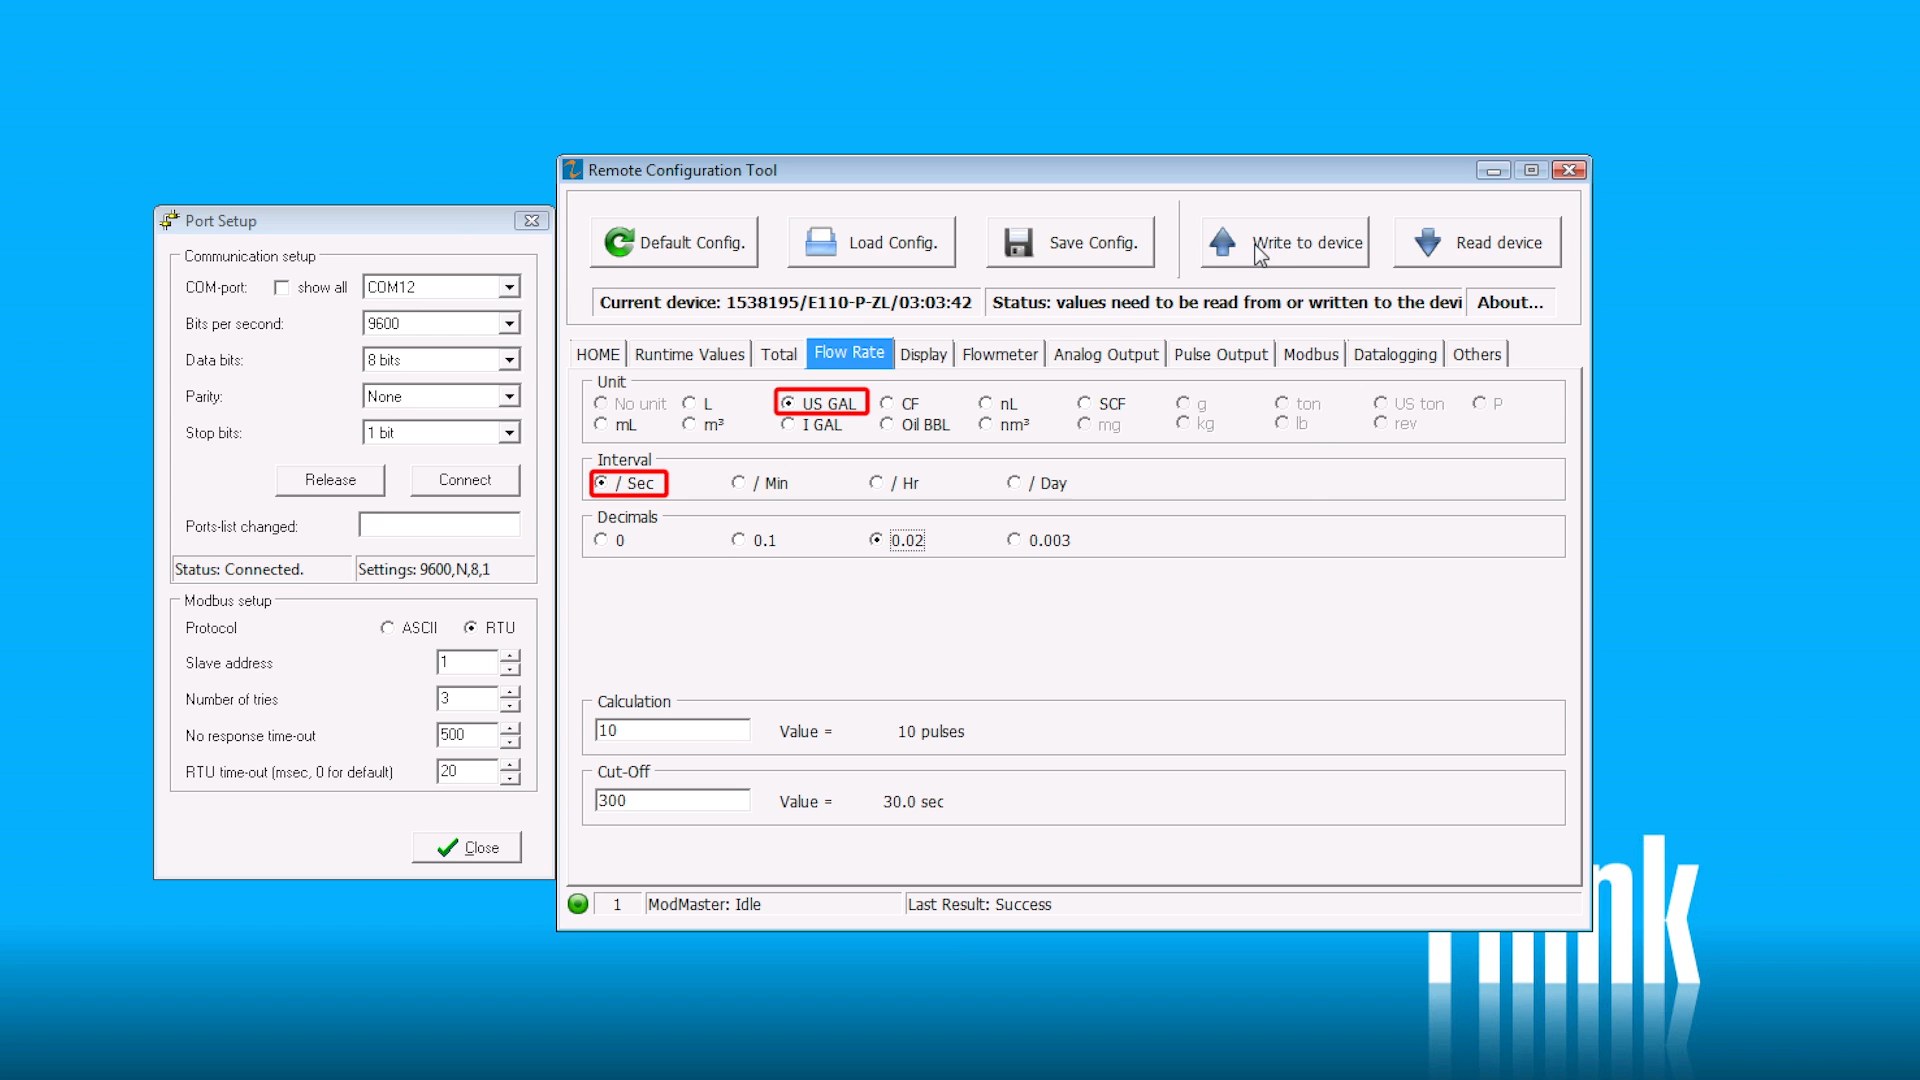 Port Setup
Communication setup
COM-port:
show all
COM12
Bits per second:
9600
Data bits:
8 bits
Parity:
None
Stop bits:
1 bit
Release
Connect
Ports-list changed:
Status: Connected.
Settings: 9600,N,8,1
Modbus setup
Protocol
ASCII
RTU
Slave address
1
Number of tries
3
No response time-out
500
RTU time-out (msec, 0 for default)
20
Close
Remote Configuration Tool
Default Config.
Load Config.
Save Config.
Write to device
Read device
Current device: 1538195/E110-P-ZL/03:03:42
Status: values need to be read from or written to the devi
About...
HOME
Runtime Values
Total
Flow Rate
Display
Flowmeter
Analog Output
Pulse Output
Modbus
Datalogging
Others
Unit
No unit
L
US GAL
CF
nL
SCF
g
ton
US ton
P
mL
m³
I GAL
Oil BBL
nm³
mg
kg
lb
rev
Interval
/ Sec
/ Min
/ Hr
/ Day
Decimals
0
0.1
0.02
0.003
Calculation
10
Value =
10 pulses
Cut-Off
300
Value =
30.0 sec
1
ModMaster: Idle
Last Result: Success